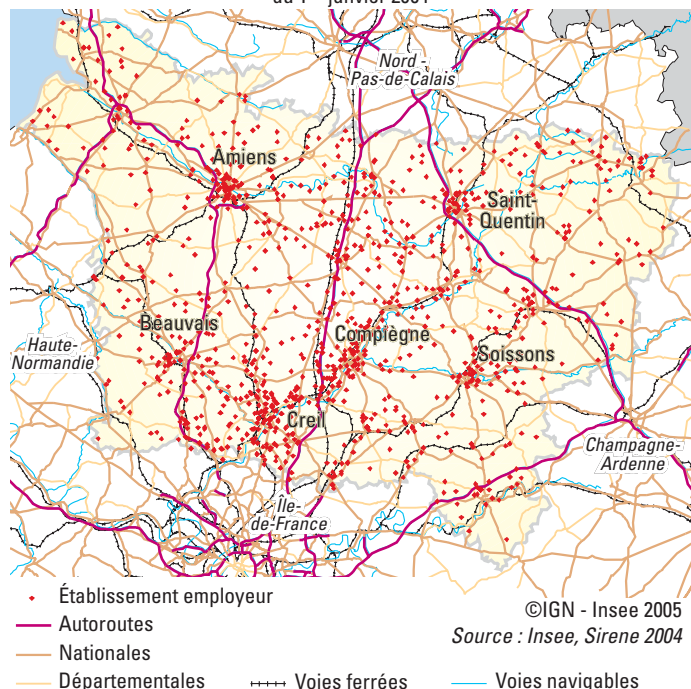 Nord -
Pas-de-Calais
Amiens
Saint-
Quentin
Beauvais
Compiègne
Haute-
Normandie
Soissons
Creil
Champagne-
Ardenne
Île-
de-France
Établissement employeur
©IGN - Insee 2005
Autoroutes
Source : Insee, Sirene 2004
Nationales
Départementales
Voies ferrées
Voies navigables